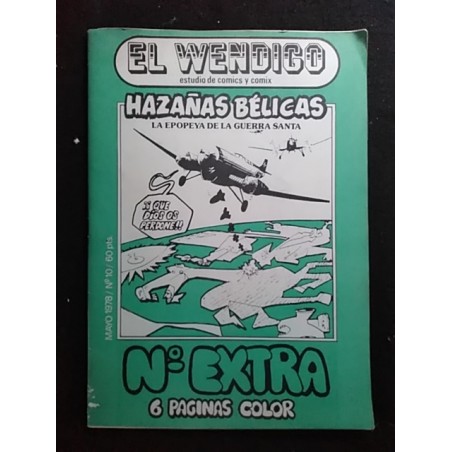 EL WENDIGO
estudio de comics y comix
HAZAÑAS BÉLICAS
LA EPOPEYA DE LA GUERRA SANTA
¡¡ QUE
DIOS OS
PERDONE!!
MAYO 1978 / Nº 10 / 60 pts.
Nº EXTRA
6 PAGINAS COLOR